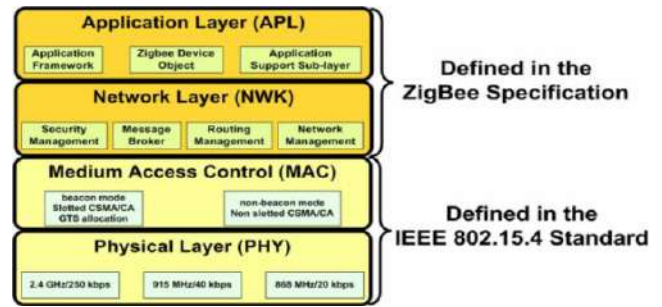 Application Layer (APL)
Application
Framework
Zigbee Device
Object
Application
Support Sub-layer
Network Layer (NWK)
Security
Management
Message
Broker
Routing
Management
Network
Management
Defined in the
ZigBee Specification
Medium Access Control (MAC)
beacon mode
Slotted CSMA/CA
GTS allocation
non-beacon mode
Non slotted CSMA/CA
Physical Layer (PHY)
2.4 GHz/250 kbps
915 MHz/40 kbps
868 MHz/20 kbps
Defined in the
IEEE 802.15.4 Standard